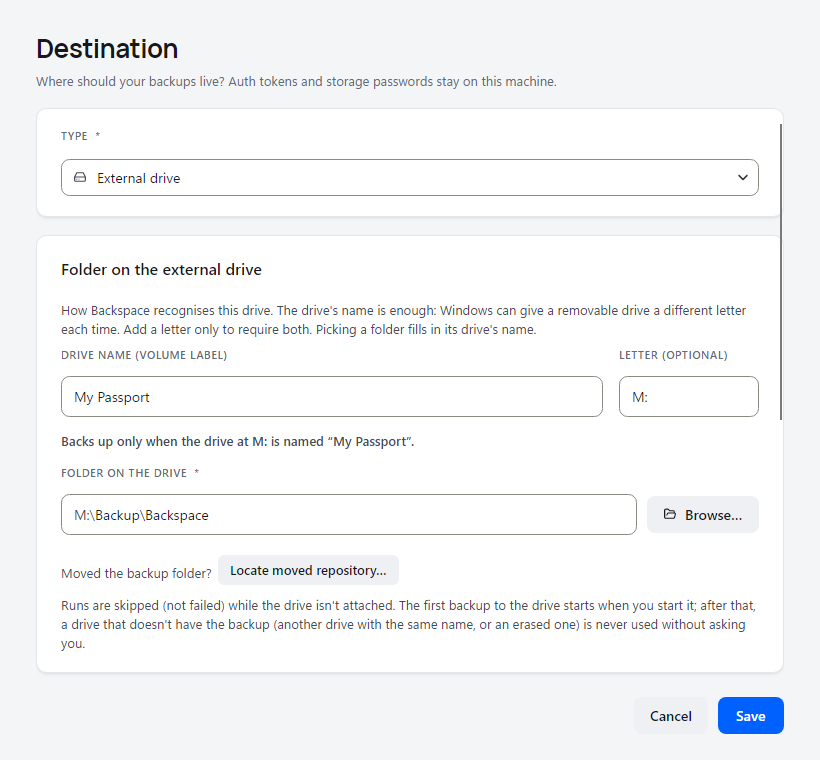 Destination
Where should your backups live? Auth tokens and storage passwords stay on this machine.
TYPE *
External drive
Folder on the external drive
How Backspace recognises this drive. The drive's name is enough: Windows can give a removable drive a different letter
each time. Add a letter only to require both. Picking a folder fills in its drive's name.
DRIVE NAME (VOLUME LABEL) LETTER (OPTIONAL)
My Passport M:
Backs up only when the drive at M: is named “My Passport”.
FOLDER ON THE DRIVE *
M:\Backup\Backspace Browse...
Moved the backup folder? Locate moved repository...
Runs are skipped (not failed) while the drive isn't attached. The first backup to the drive starts when you start it; after that,
a drive that doesn't have the backup (another drive with the same name, or an erased one) is never used without asking
you.
Cancel Save